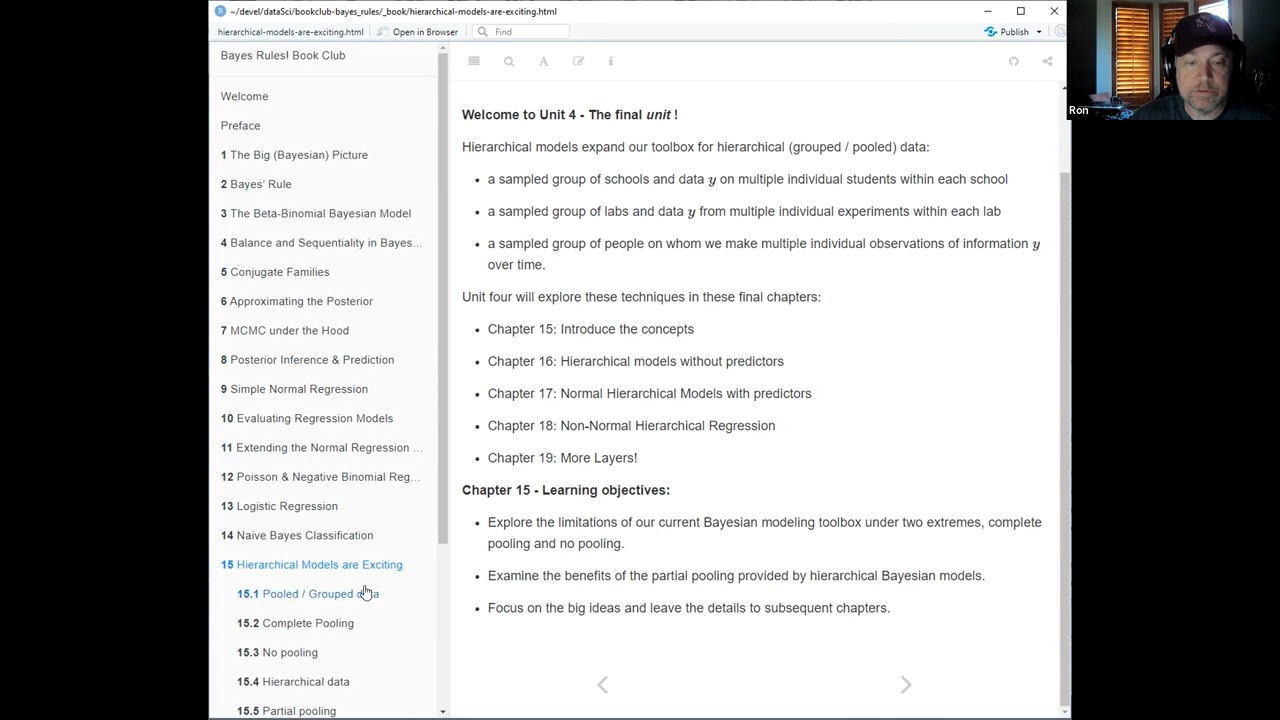 ~/devel/dataSci/bookclub-bayes_rules/_book/hierarchical-models-are-exciting.html
hierarchical-models-are-exciting.html
Open in Browser
Find
Publish
Bayes Rules! Book Club
Welcome
Preface
1 The Big (Bayesian) Picture
2 Bayes' Rule
3 The Beta-Binomial Bayesian Model
4 Balance and Sequentiality in Bayes...
5 Conjugate Families
6 Approximating the Posterior
7 MCMC under the Hood
8 Posterior Inference & Prediction
9 Simple Normal Regression
10 Evaluating Regression Models
11 Extending the Normal Regression ...
12 Poisson & Negative Binomial Reg...
13 Logistic Regression
14 Naive Bayes Classification
15 Hierarchical Models are Exciting
15.1 Pooled / Grouped data
15.2 Complete Pooling
15.3 No pooling
15.4 Hierarchical data
15.5 Partial pooling
Welcome to Unit 4 - The final unit !
Hierarchical models expand our toolbox for hierarchical (grouped / pooled) data:
• a sampled group of schools and data y on multiple individual students within each school
• a sampled group of labs and data y from multiple individual experiments within each lab
• a sampled group of people on whom we make multiple individual observations of information y
over time.
Unit four will explore these techniques in these final chapters:
• Chapter 15: Introduce the concepts
• Chapter 16: Hierarchical models without predictors
• Chapter 17: Normal Hierarchical Models with predictors
• Chapter 18: Non-Normal Hierarchical Regression
• Chapter 19: More Layers!
Chapter 15 - Learning objectives:
• Explore the limitations of our current Bayesian modeling toolbox under two extremes, complete
pooling and no pooling.
• Examine the benefits of the partial pooling provided by hierarchical Bayesian models.
• Focus on the big ideas and leave the details to subsequent chapters.
Ron